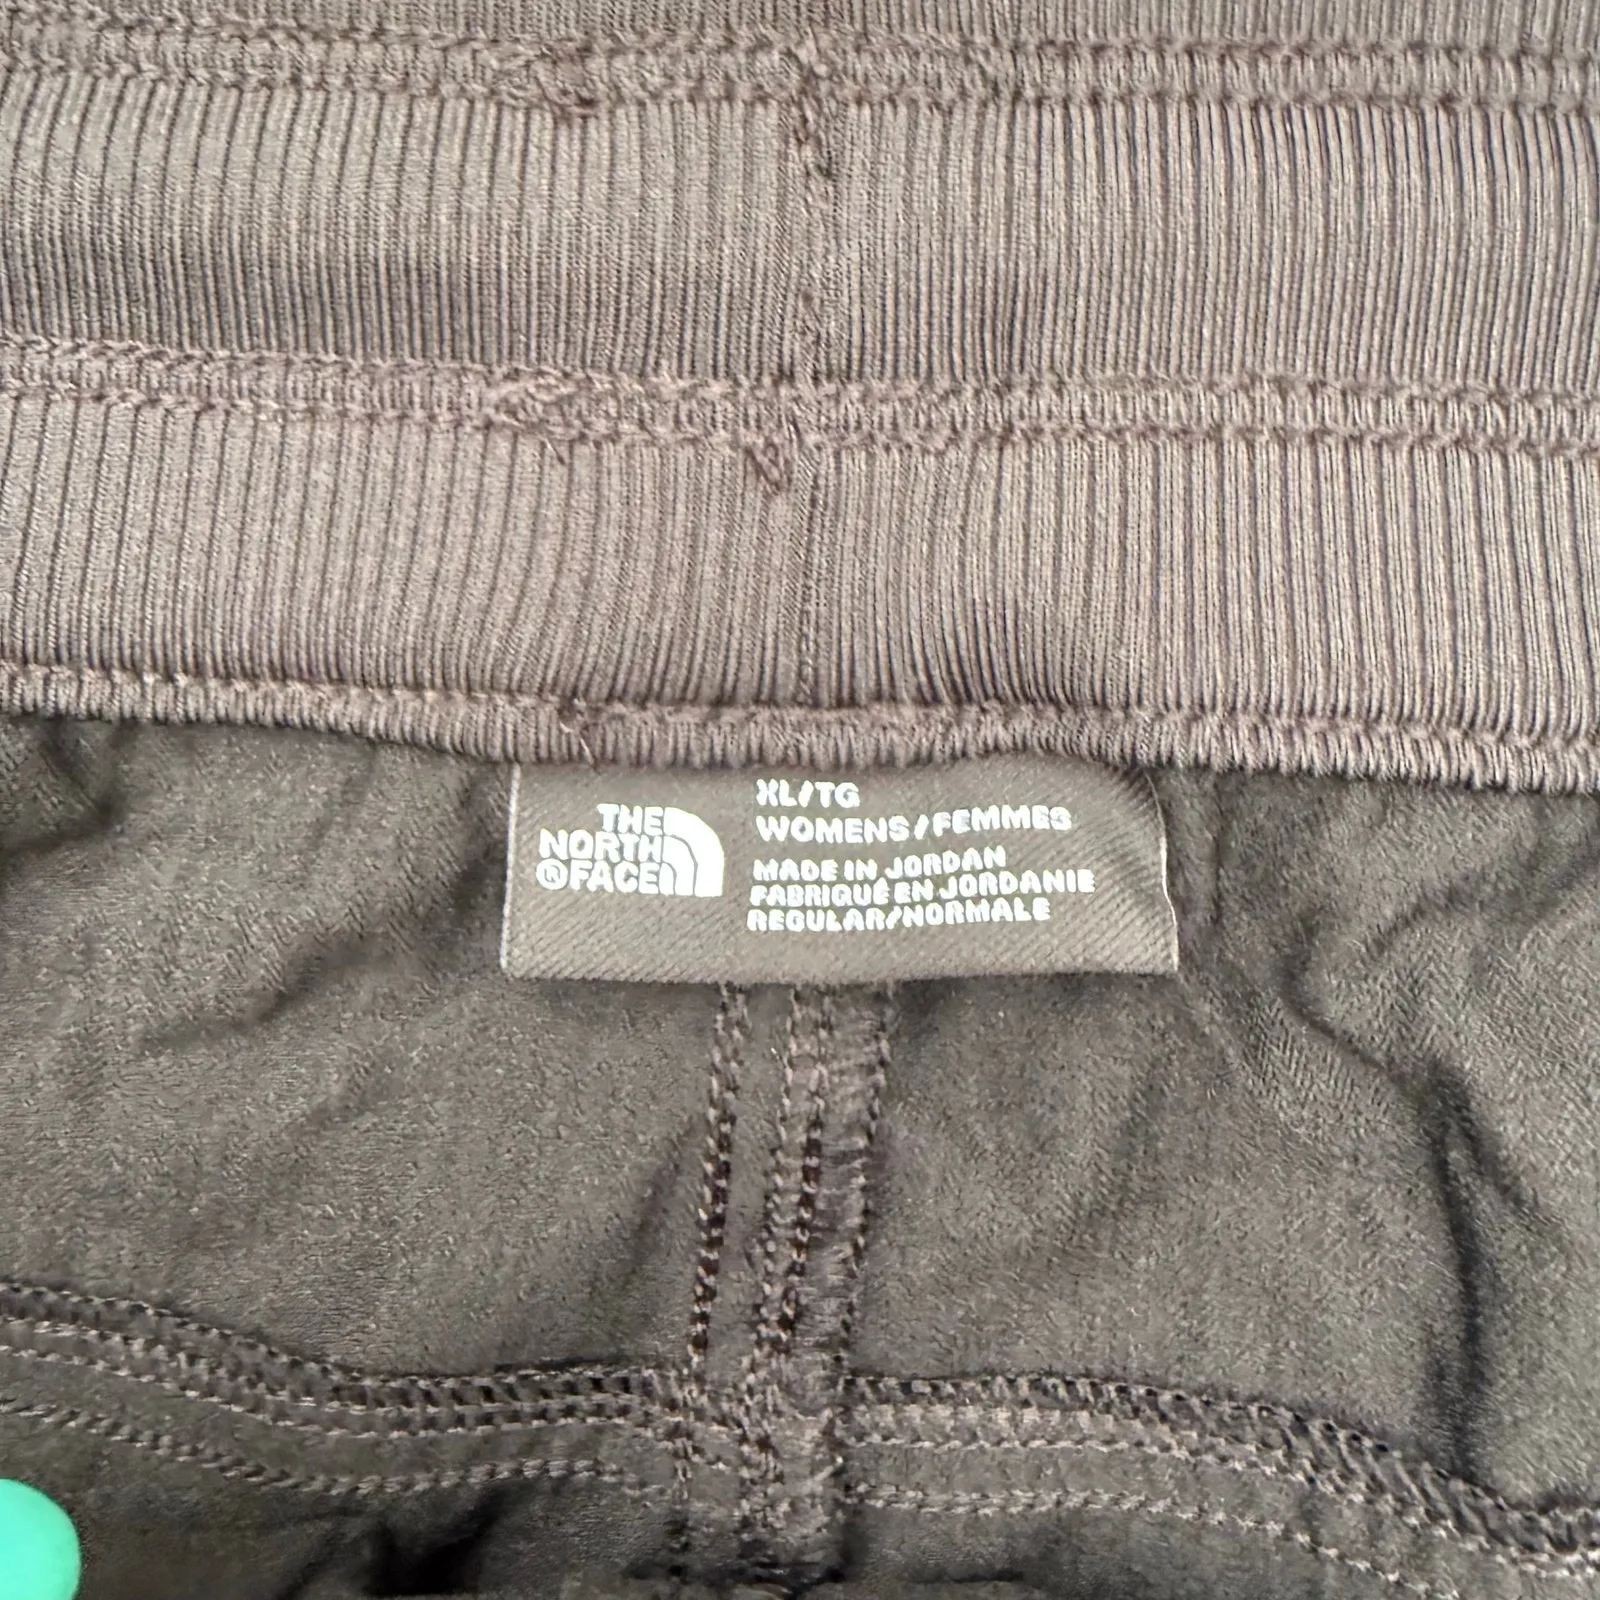 THE
NORTH
®FACE
XL/TG
WOMENS/FEMMES
MADE IN JORDAN
FABRIQUÉ EN JORDANIE
REGULAR/NORMALE